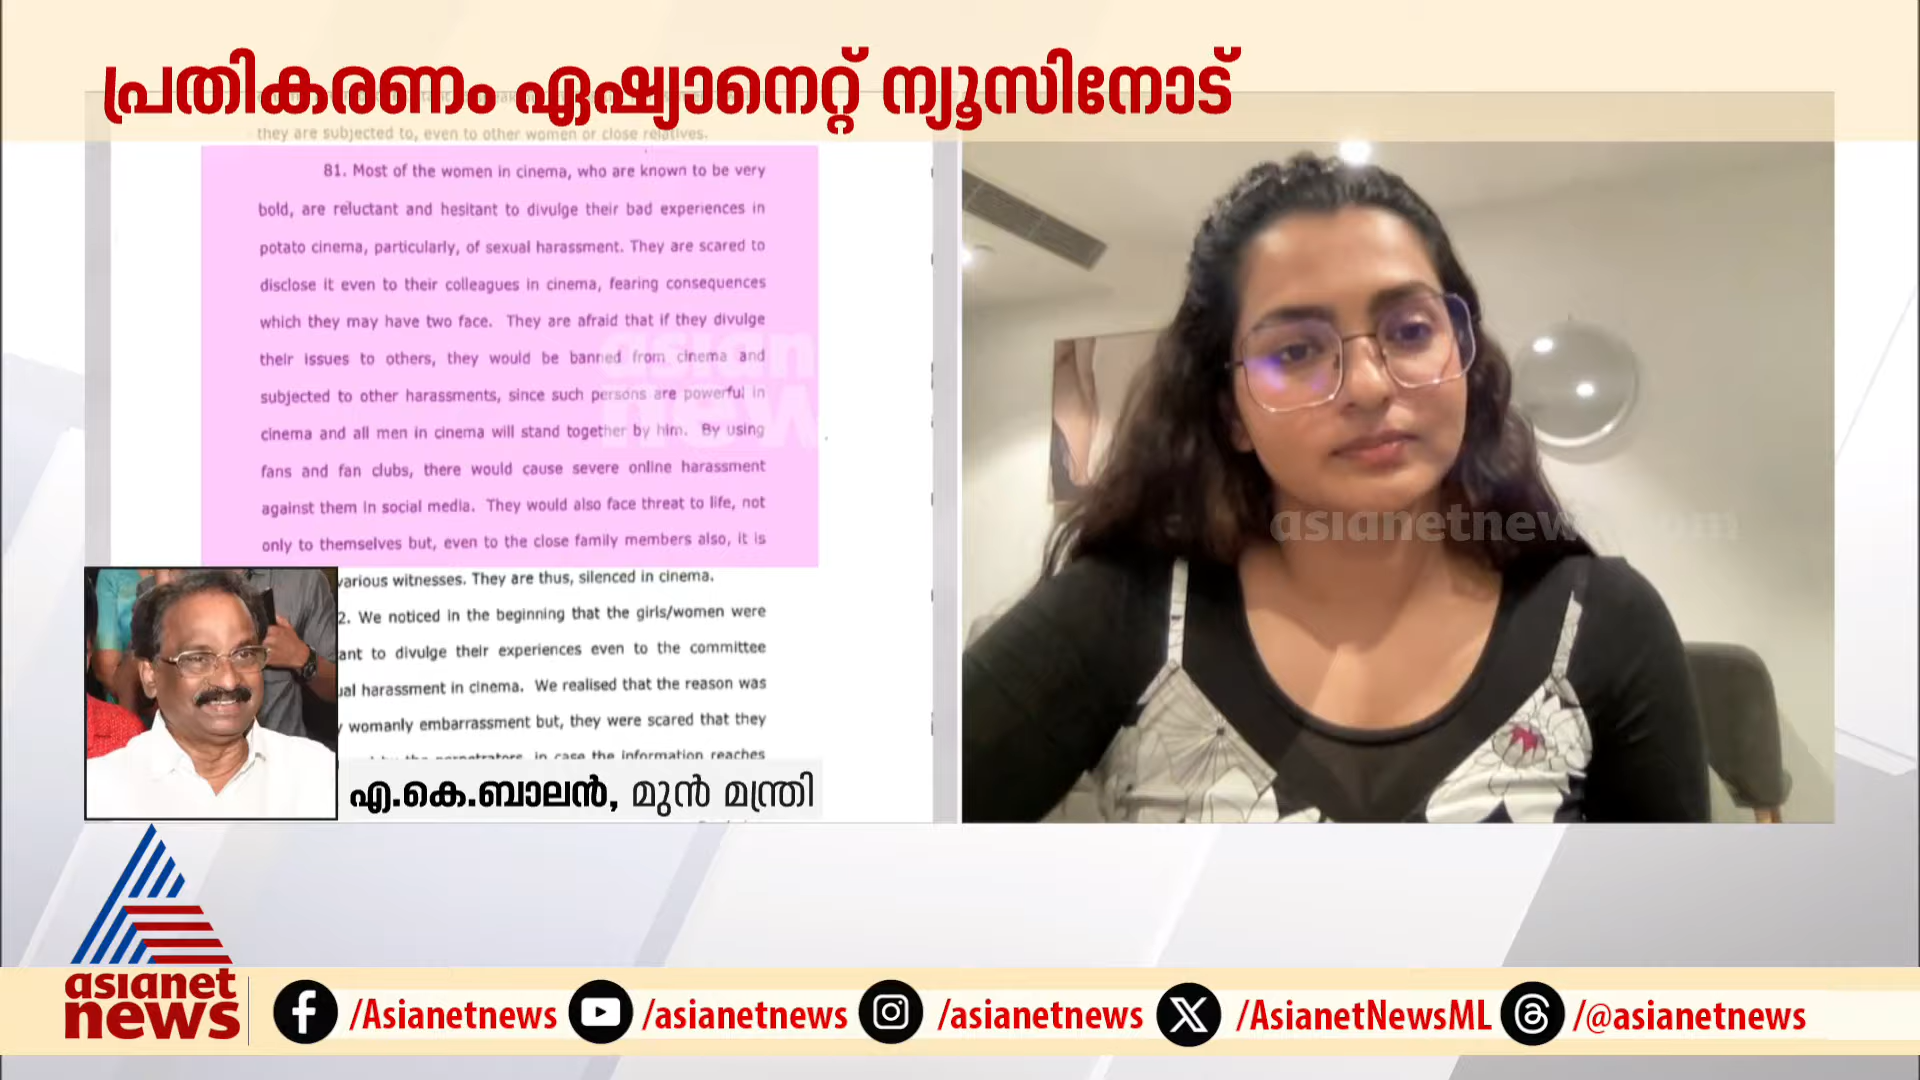 പ്രതികരണം ഏഷ്യാനെറ്റ് ന്യൂസിനോട്
they are subjected to, even to other women or close relatives.
81. Most of the women in cinema, who are known to be very
bold, are reluctant and hesitant to divulge their bad experiences in
potato cinema, particularly, of sexual harassment. They are scared to
disclose it even to their colleagues in cinema, fearing consequences
which they may have two face. They are afraid that if they divulge
their issues to others, they would be banned from cinema and
subjected to other harassments, since such persons are powerful in
cinema and all men in cinema will stand together by him. By using
fans and fan clubs, there would cause severe online harassment
against them in social media. They would also face threat to life, not
only to themselves but, even to the close family members also, it is
various witnesses. They are thus, silenced in cinema.
2. We noticed in the beginning that the girls/women were
ant to divulge their experiences even to the committee
ual harassment in cinema. We realised that the reason was
womanly embarrassment but, they were scared that they
in case the information reaches
എ.കെ.ബാലൻ, മുൻ മന്ത്രി
asianet news
asianetnews.com
asianet
news
/Asianetnews /asianetnews /asianetnews /AsianetNewsML /@asianetnews